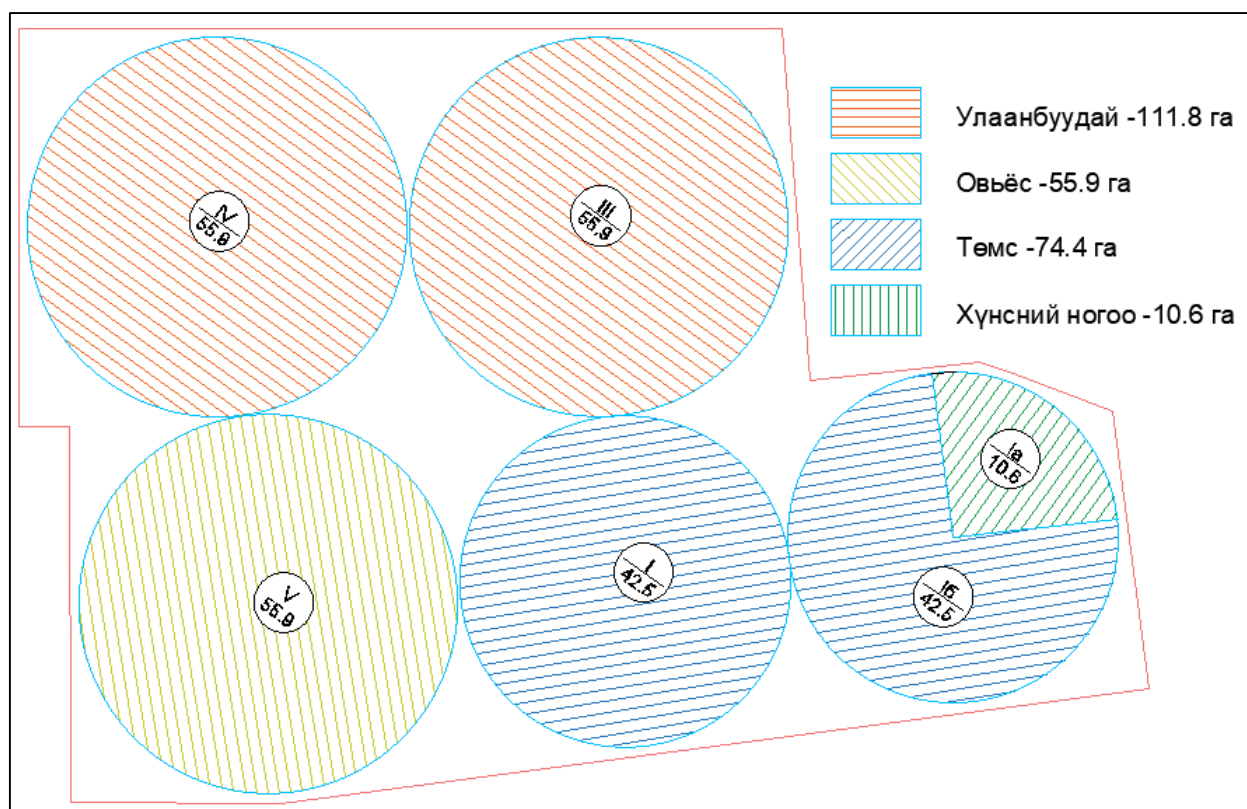 IV
55.9
III
55.9
Улаанбуудай -111.8 га
Овьёс -55.9 га
Төмс -74.4 га
Хүнсний ногоо -10.6 га
Iа
10.6
V
55.9
I
42.5
Iб
42.5